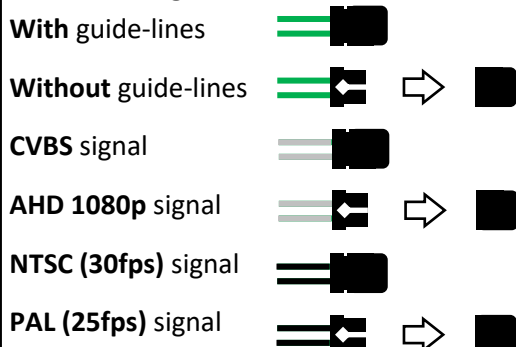 With guide-lines
Without guide-lines
CVBS signal
AHD 1080p signal
NTSC (30fps) signal
PAL (25fps) signal